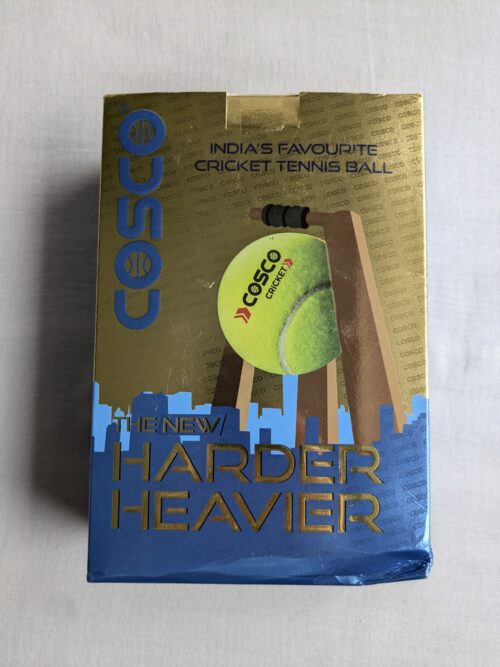 COSCO
INDIA'S FAVOURITE
CRICKET TENNIS BALL
COSCO
CRICKET
THE NEW/
HARDER
HEAVIER